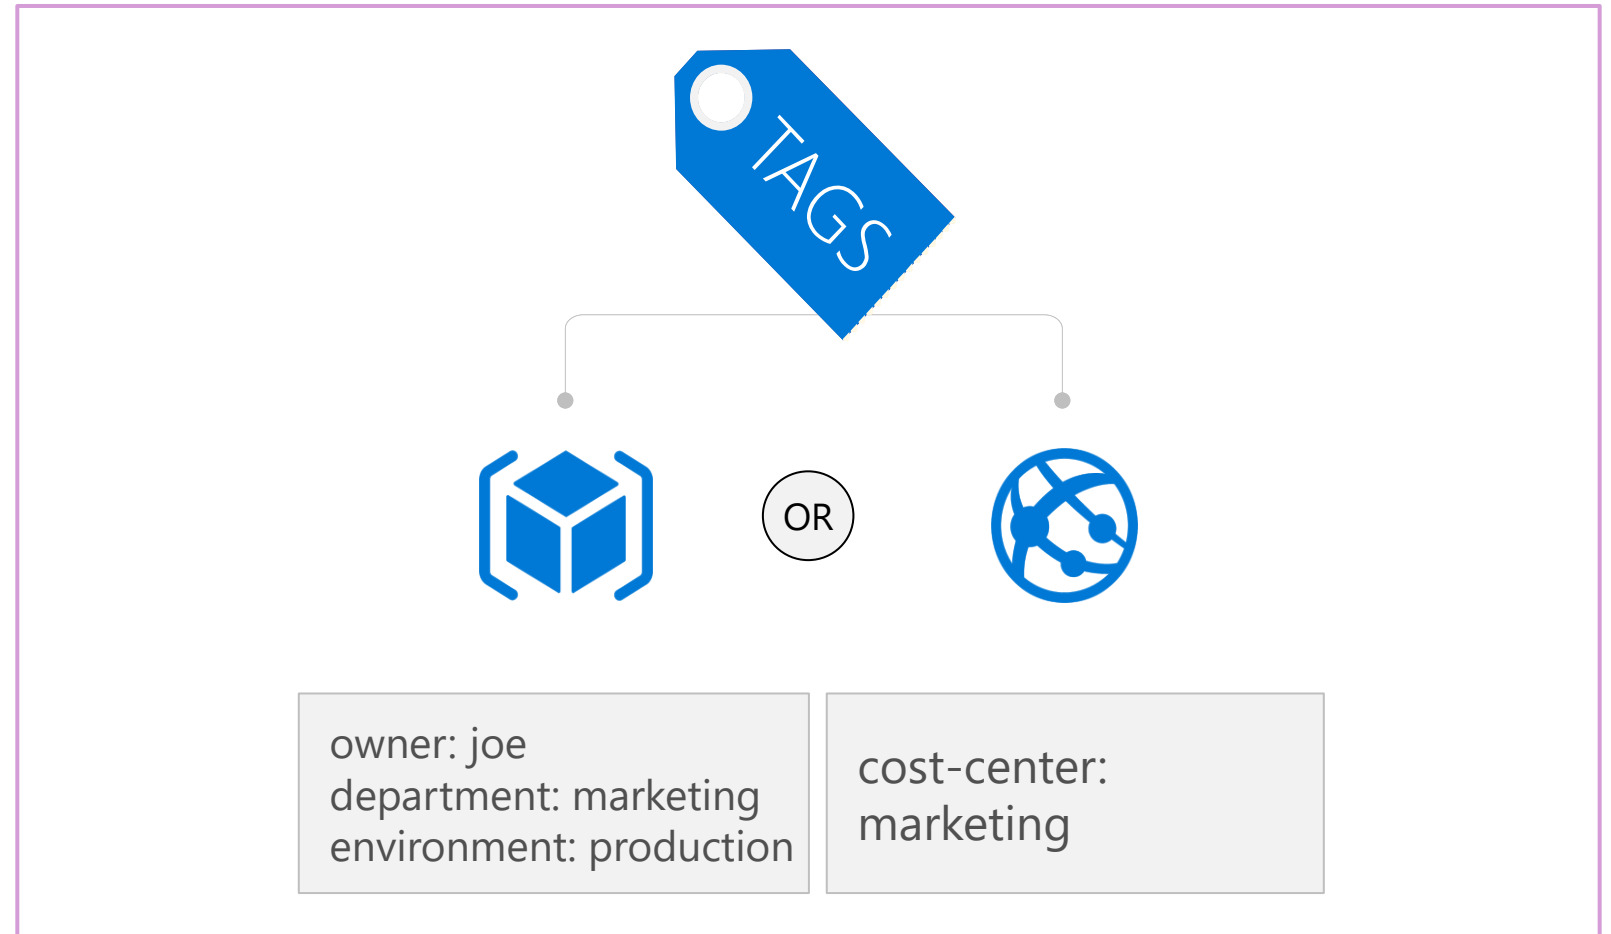 TAGS
OR
owner: joe
department: marketing
environment: production
cost-center:
marketing